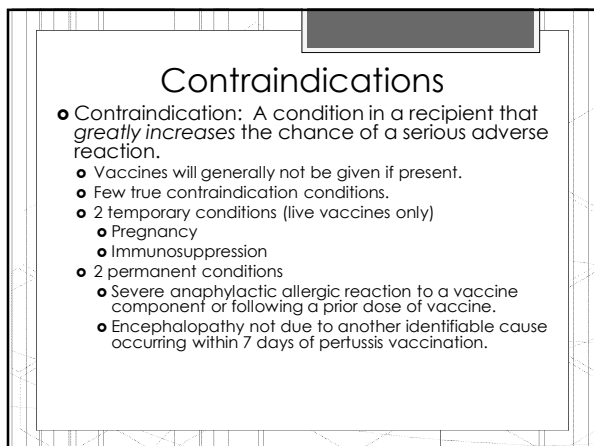 Contraindications
Contraindication: A condition in a recipient that
greatly increases the chance of a serious adverse
reaction.
Vaccines will generally not be given if present.
Few true contraindication conditions.
2 temporary conditions (live vaccines only)
Pregnancy
Immunosuppression
2 permanent conditions
Severe anaphylactic allergic reaction to a vaccine
component or following a prior dose of vaccine.
Encephalopathy not due to another identifiable cause
occurring within 7 days of pertussis vaccination.